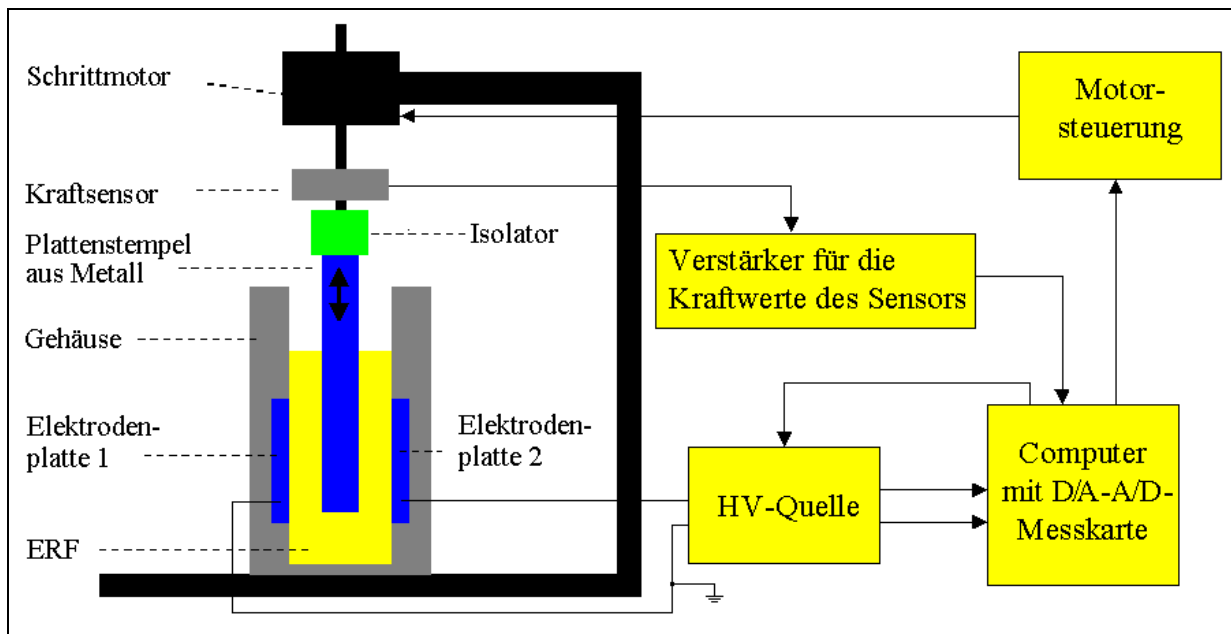 Schrittmotor
Kraftsensor
Plattenstempel
aus Metall
Isolator
Gehäuse
Elektroden-
platte 1
Elektroden-
platte 2
ERF
Motor-
steuerung
Verstärker für die
Kraftwerte des Sensors
HV-Quelle
Computer
mit D/A-A/D-
Messkarte